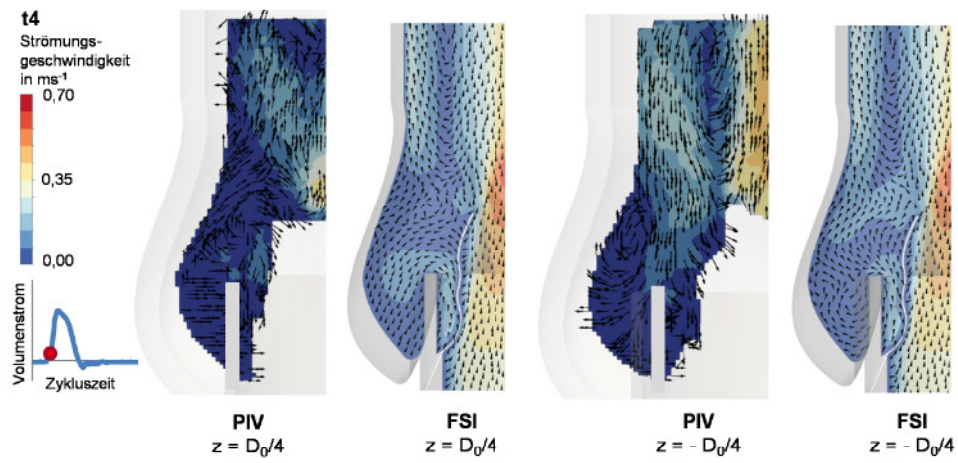 t4
Strömungs-
geschwindigkeit
in ms⁻¹
0,70
0,35
0,00
Volumenstrom
Zykluszeit
PIV
z = D₀/4
FSI
z = D₀/4
PIV
z = – D₀/4
FSI
z = – D₀/4